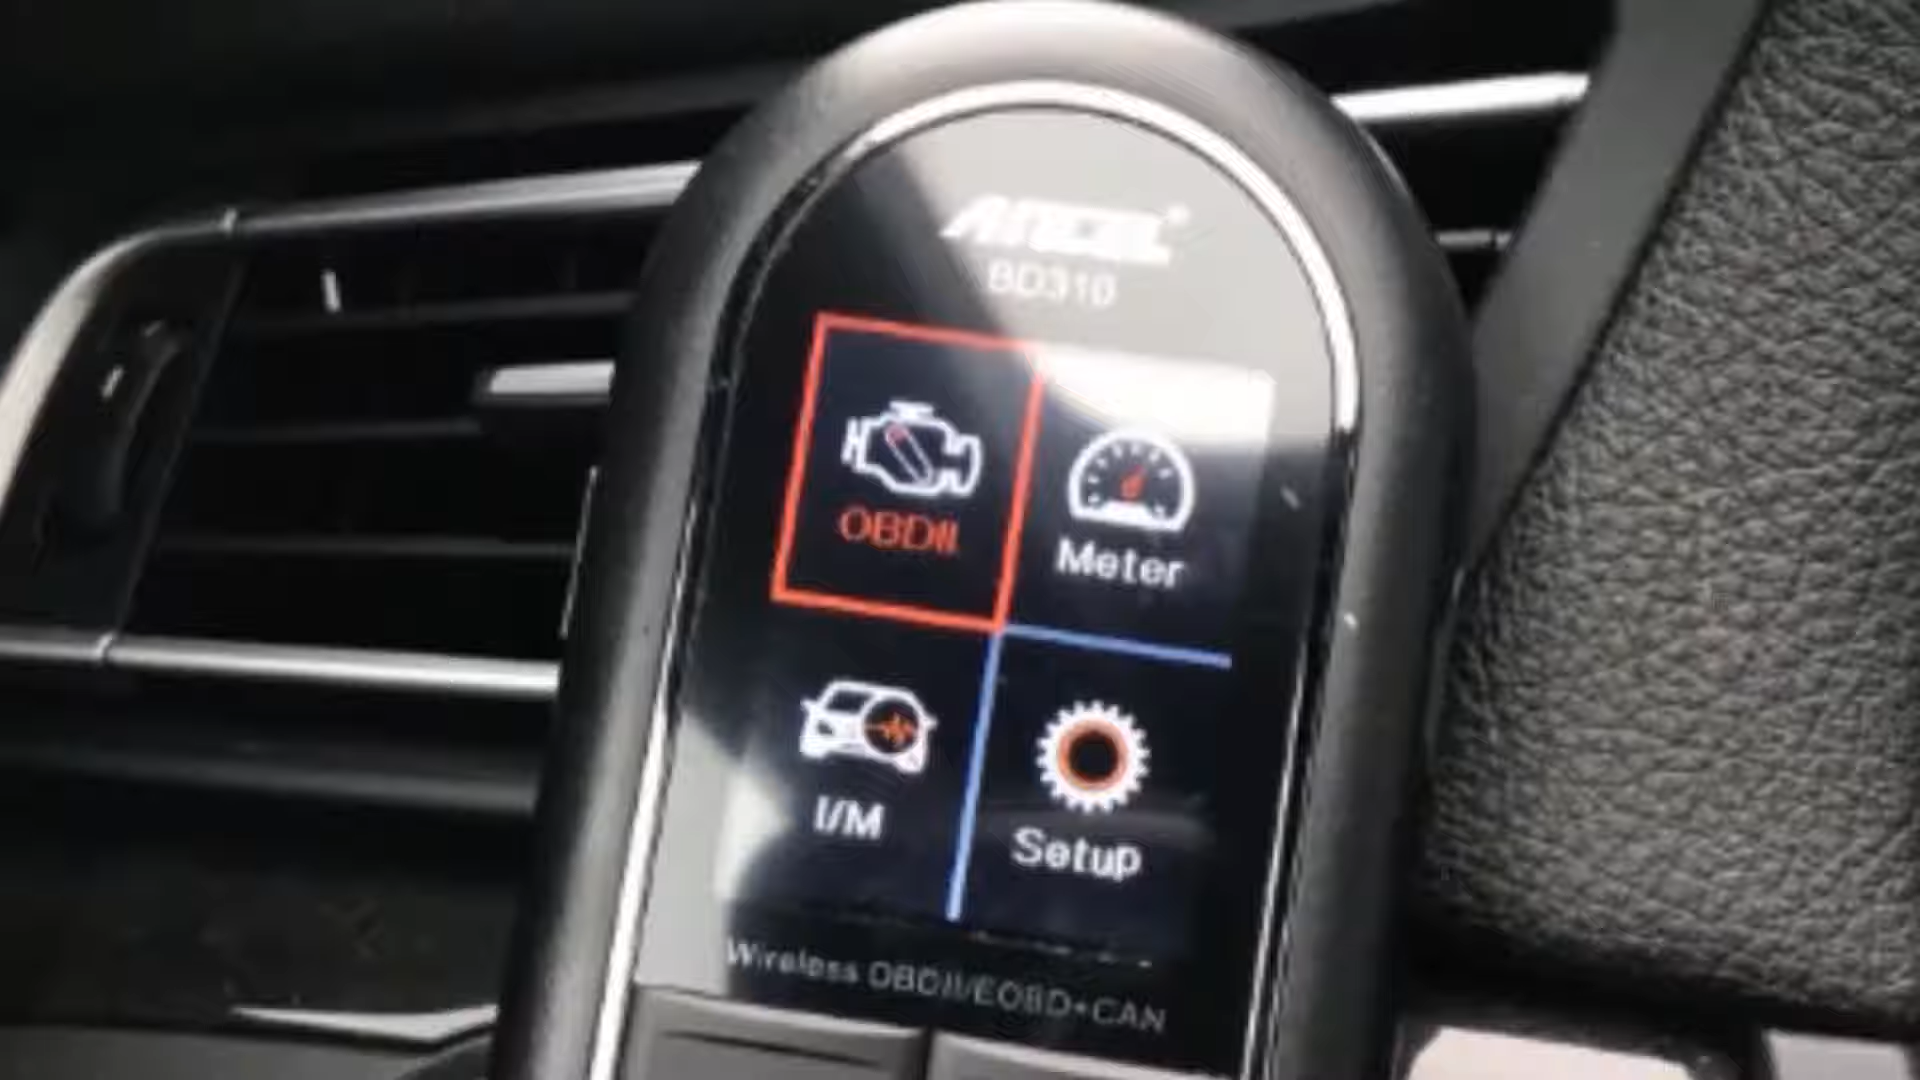 ANCEL®
BD310
OBDII
Meter
I/M
Setup
Wireless OBDII/EOBD+CAN